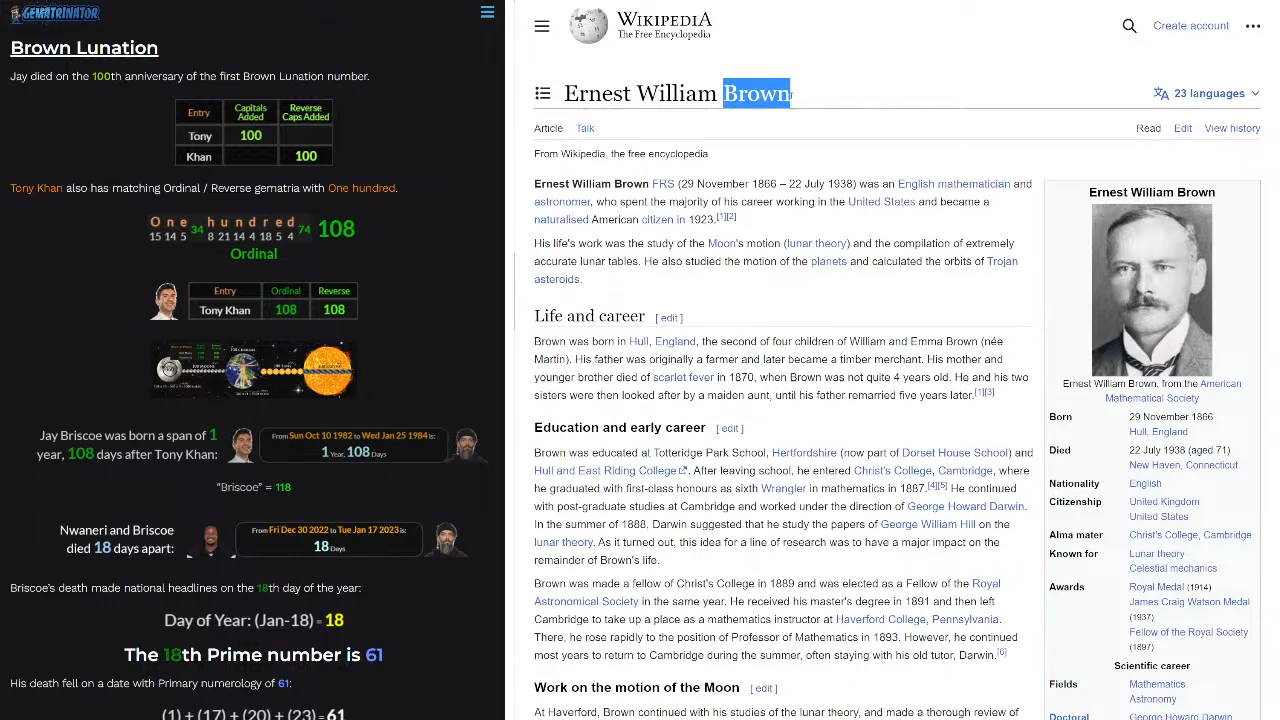 GEMATRINATOR
Brown Lunation
Jay died on the 100th anniversary of the first Brown Lunation number.
Entry Capitals Added Reverse Caps Added
Tony 100
Khan 100
Tony Khan also has matching Ordinal / Reverse gematria with One hundred.
O n e 34 h u n d r e d 74 108
15 14 5 8 21 14 4 18 5 4
Ordinal
Entry Ordinal Reverse
Tony Khan 108 108
Jay Briscoe was born a span of 1
year, 108 days after Tony Khan:
From Sun Oct 10 1982 to Wed Jan 25 1984 is:
1 Year, 108 Days
“Briscoe” = 118
Nwaneri and Briscoe
died 18 days apart:
From Fri Dec 30 2022 to Tue Jan 17 2023 is:
18 Days
Briscoe’s death made national headlines on the 18th day of the year:
Day of Year: (Jan-18) = 18
The 18th Prime number is 61
His death fell on a date with Primary numerology of 61:
(1) + (17) + (20) + (23) = 61
WIKIPEDIA
The Free Encyclopedia
Create account
Ernest William Brown
23 languages
Article Talk Read Edit View history
From Wikipedia, the free encyclopedia
Ernest William Brown FRS (29 November 1866 – 22 July 1938) was an English mathematician and
astronomer, who spent the majority of his career working in the United States and became a
naturalised American citizen in 1923.[1][2]
His life's work was the study of the Moon's motion (lunar theory) and the compilation of extremely
accurate lunar tables. He also studied the motion of the planets and calculated the orbits of Trojan
asteroids.
Life and career [ edit ]
Brown was born in Hull, England, the second of four children of William and Emma Brown (née
Martin). His father was originally a farmer and later became a timber merchant. His mother and
younger brother died of scarlet fever in 1870, when Brown was not quite 4 years old. He and his two
sisters were then looked after by a maiden aunt, until his father remarried five years later.[1][3]
Education and early career [ edit ]
Brown was educated at Totteridge Park School, Hertfordshire (now part of Dorset House School) and
Hull and East Riding College. After leaving school, he entered Christ's College, Cambridge, where
he graduated with first-class honours as sixth Wrangler in mathematics in 1887.[4][5] He continued
with post-graduate studies at Cambridge and worked under the direction of George Howard Darwin.
In the summer of 1888, Darwin suggested that he study the papers of George William Hill on the
lunar theory. As it turned out, this idea for a line of research was to have a major impact on the
remainder of Brown's life.
Brown was made a fellow of Christ's College in 1889 and was elected as a Fellow of the Royal
Astronomical Society in the same year. He received his master's degree in 1891 and then left
Cambridge to take up a place as a mathematics instructor at Haverford College, Pennsylvania.
There, he rose rapidly to the position of Professor of Mathematics in 1893. However, he continued
most years to return to Cambridge during the summer, often staying with his old tutor, Darwin.[6]
Work on the motion of the Moon [ edit ]
At Haverford, Brown continued with his studies of the lunar theory, and made a thorough review of
Ernest William Brown
Ernest William Brown, from the American
Mathematical Society
Born 29 November 1866
Hull, England
Died 22 July 1938 (aged 71)
New Haven, Connecticut
Nationality English
Citizenship United Kingdom
United States
Alma mater Christ's College, Cambridge
Known for Lunar theory
Celestial mechanics
Awards Royal Medal (1914)
James Craig Watson Medal
(1937)
Fellow of the Royal Society
(1897)
Scientific career
Fields Mathematics
Astronomy
Doctoral George Howard Darwin